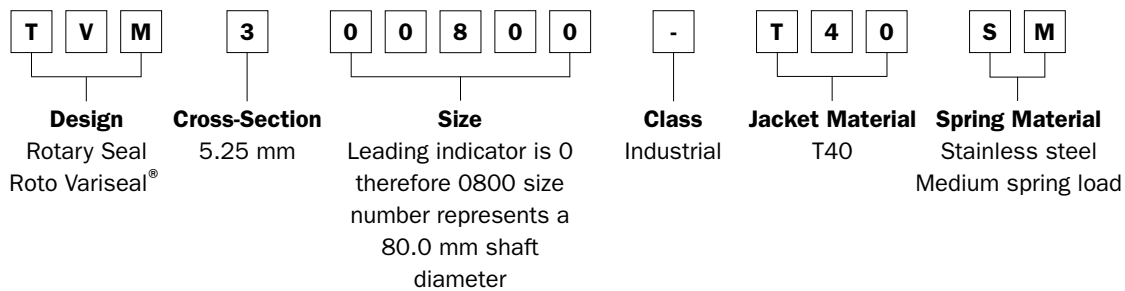 T V M 3 0 0 8 0 0 - T 4 0 S M
Design Cross-Section Size Class Jacket Material Spring Material
Rotary Seal 5.25 mm Leading indicator is 0 Industrial T40 Stainless steel
Roto Variseal® therefore 0800 size Medium spring load
number represents a
80.0 mm shaft
diameter